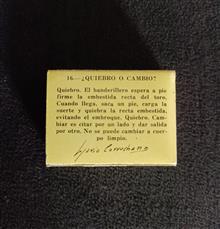 16.—¿QUIEBRO O CAMBIO?
Quiebro. El banderillero espera a pie
firme la embestida recta del toro.
Cuando llega, saca un pie, carga la
suerte y quiebra la recta embestida,
evitando el embroque. Quiebro. Cam-
biar es citar por un lado y dar salida
por otro. No se puede cambiar a cuer-
po limpio.